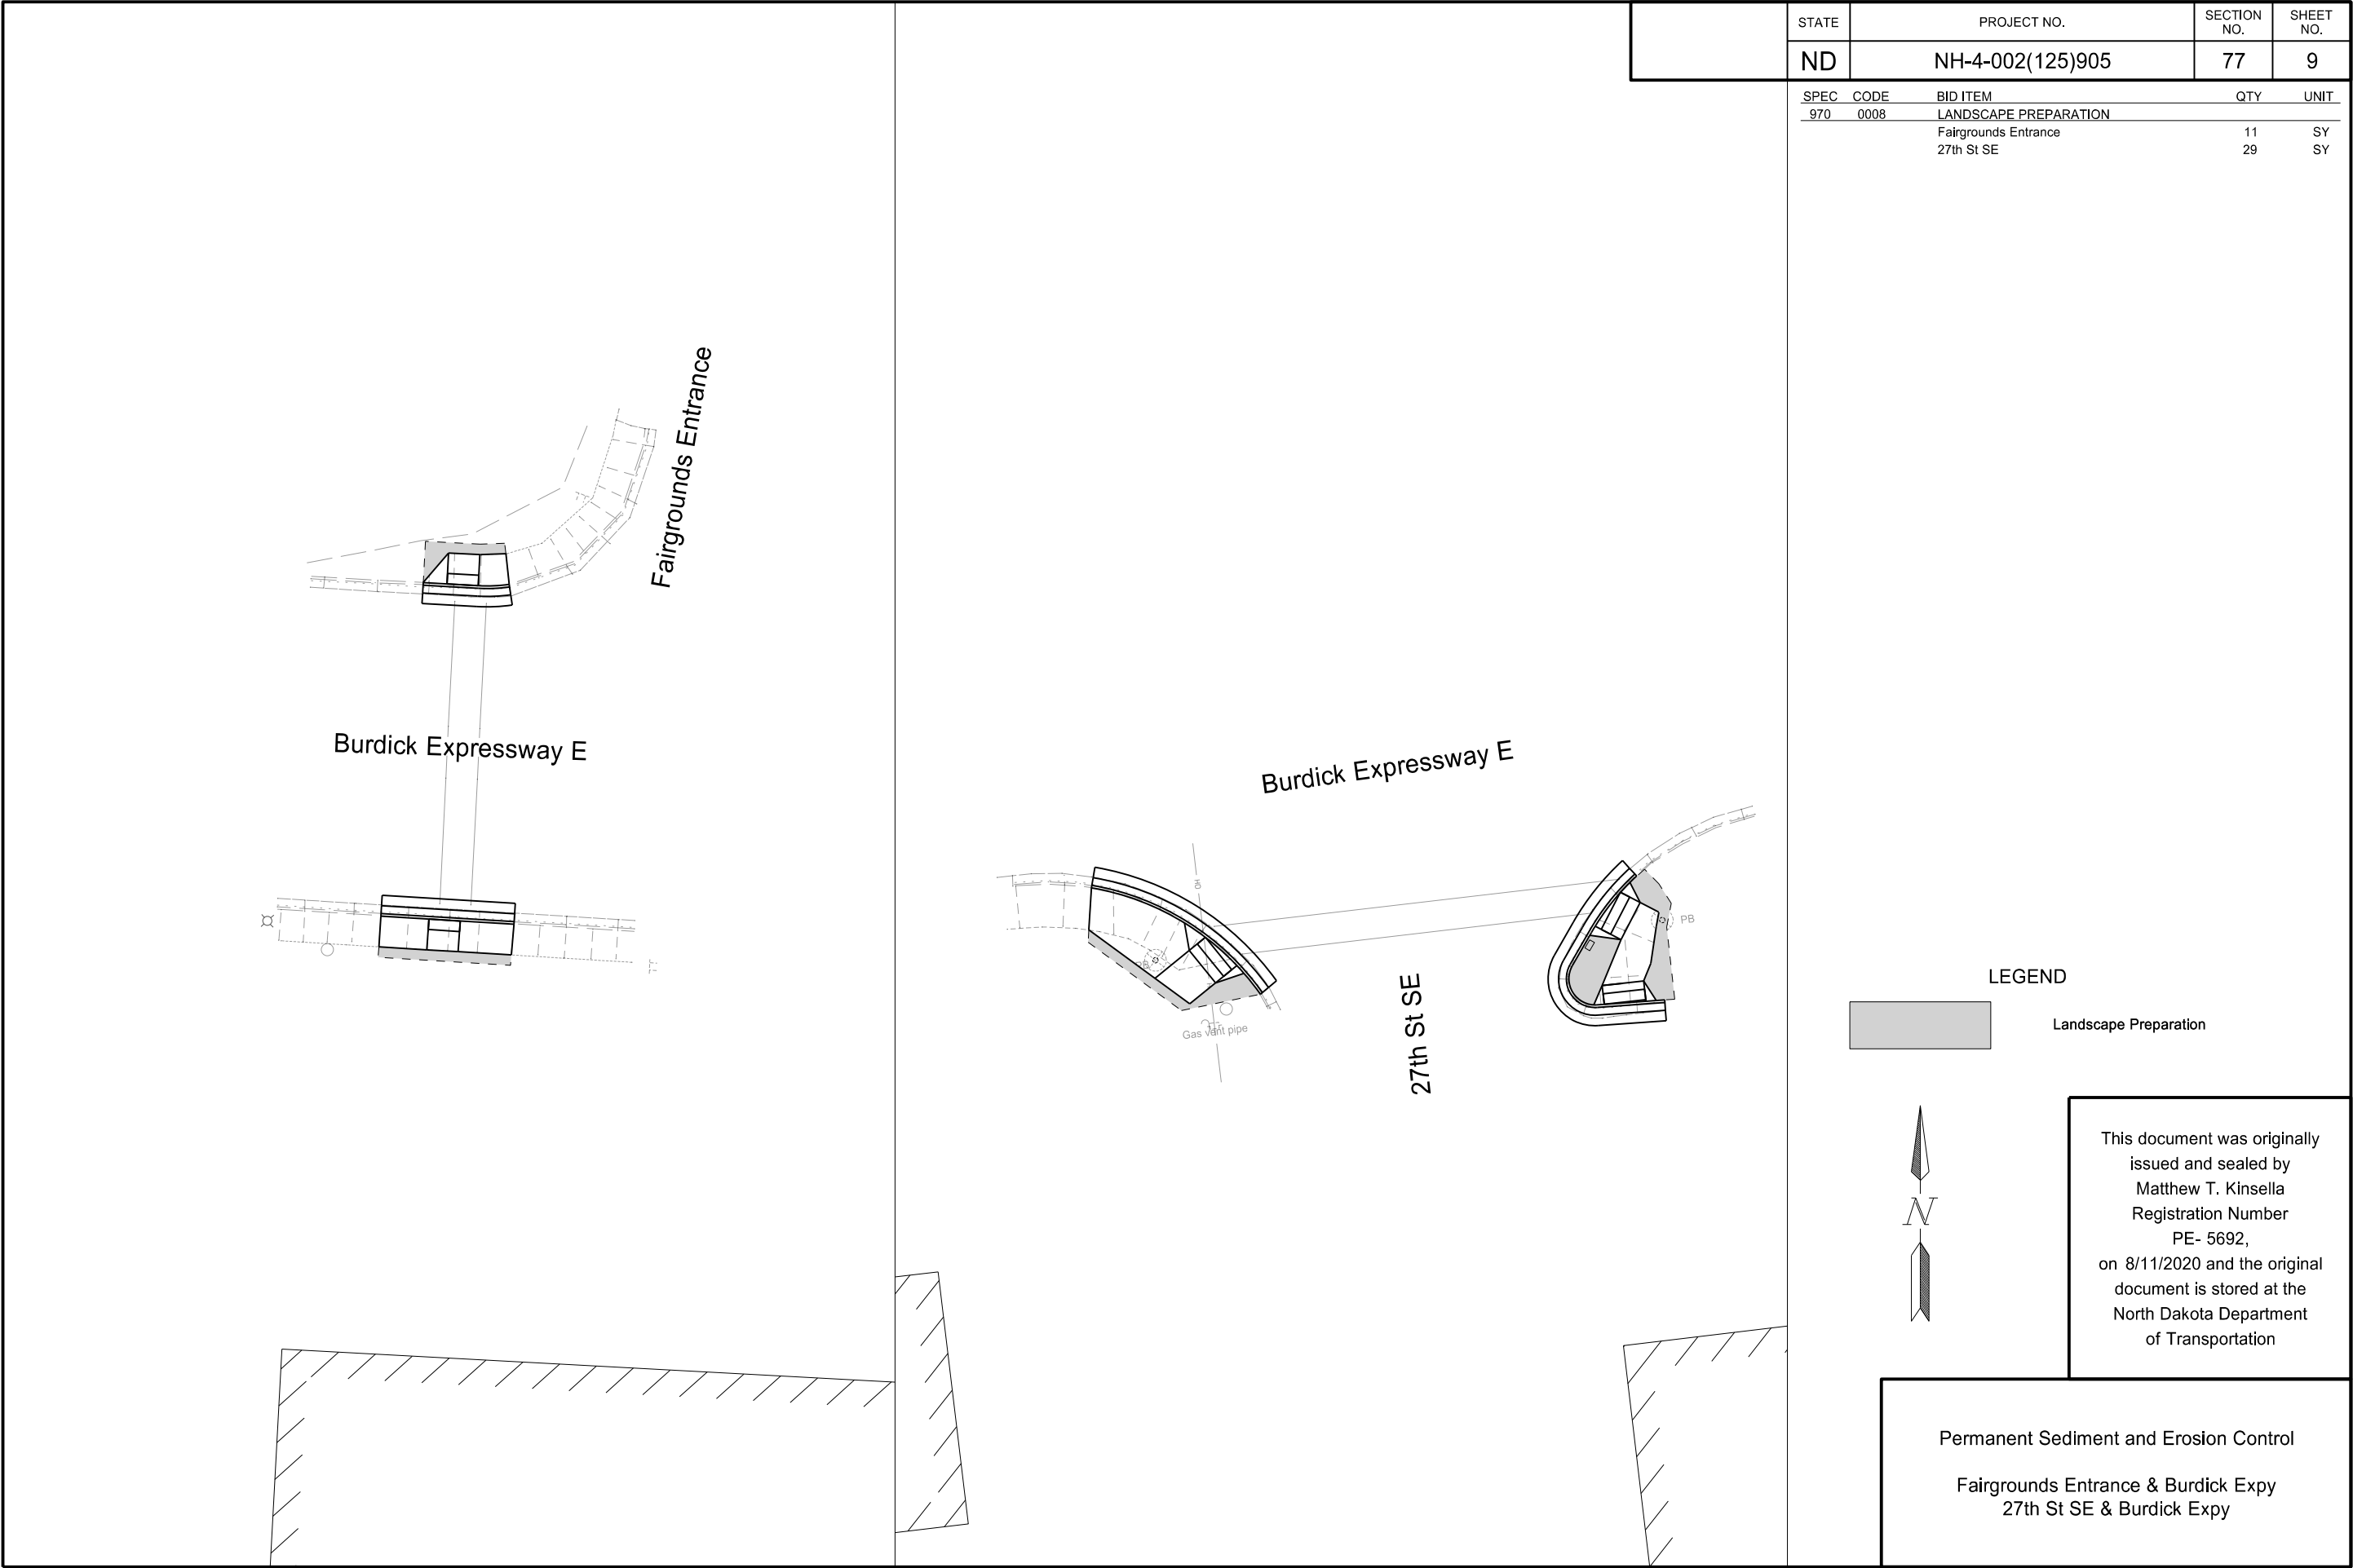 STATE PROJECT NO. SECTION NO. SHEET NO.
ND NH-4-002(125)905 77 9
SPEC CODE BID ITEM QTY UNIT
970 0008 LANDSCAPE PREPARATION
Fairgrounds Entrance 11 SY
27th St SE 29 SY
Fairgrounds Entrance
Burdick Expressway E
Burdick Expressway E
27th St SE
PB
Gas vent pipe
LEGEND
Landscape Preparation
N
This document was originally
issued and sealed by
Matthew T. Kinsella
Registration Number
PE- 5692,
on 8/11/2020 and the original
document is stored at the
North Dakota Department
of Transportation
Permanent Sediment and Erosion Control
Fairgrounds Entrance & Burdick Expy
27th St SE & Burdick Expy